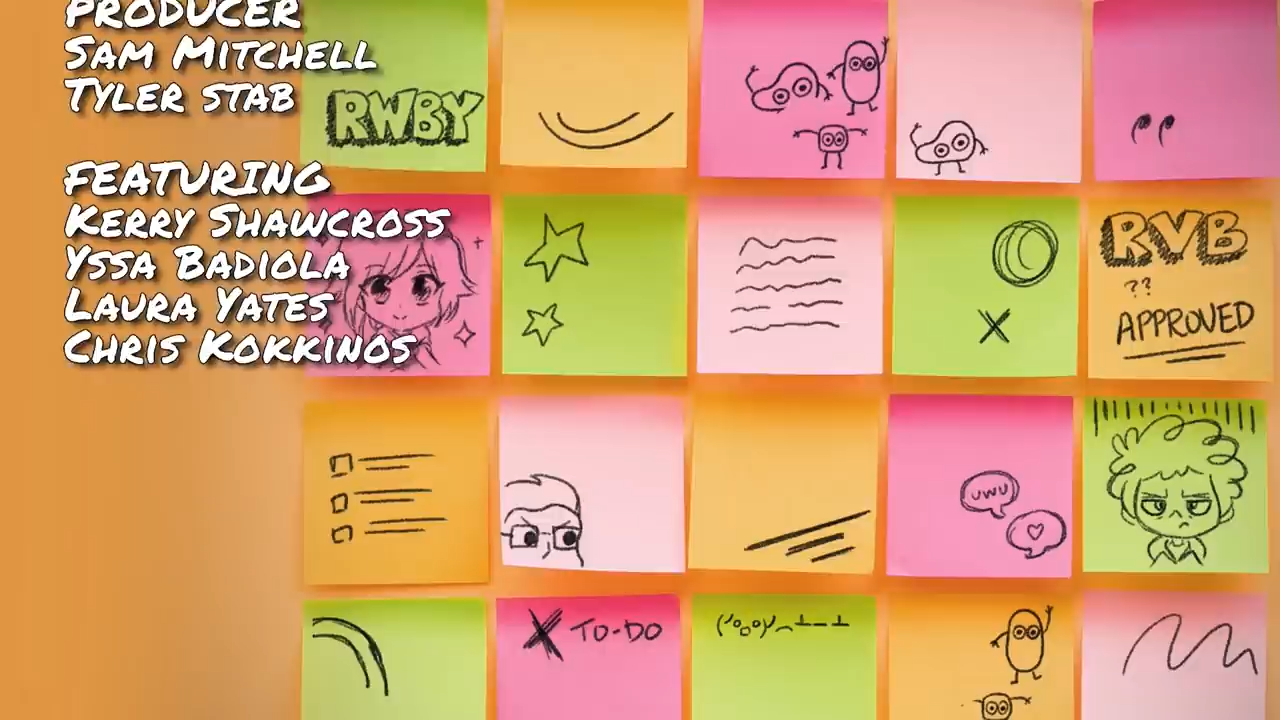 PRODUCER
SAM MITCHELL
TYLER STAB
FEATURING
KERRY SHAWCROSS
YSSA BADIOLA
LAURA YATES
CHRIS KOKKINOS
RWBY
RVB
??
APPROVED
UWU
X TO-DO